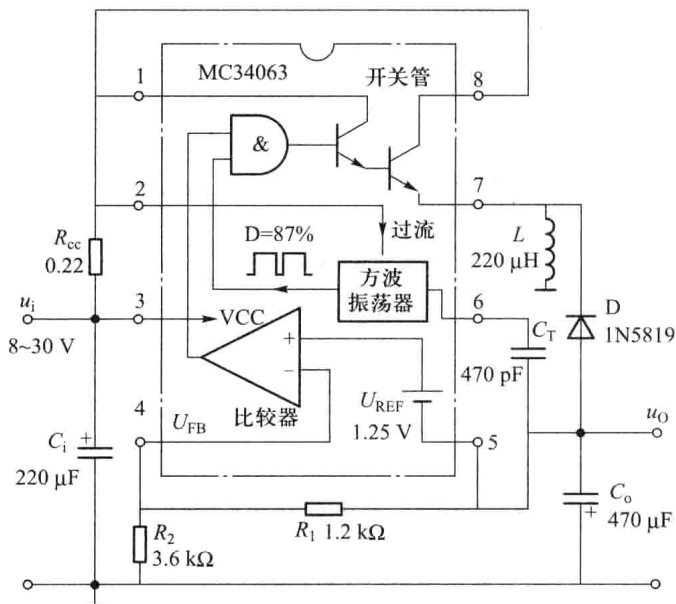 1
MC34063
开关管
8
&
2
7
D=87%
过流
L
220 μH
Rcc
0.22
方波
振荡器
6
ui
3
VCC
CT
D
1N5819
8~30 V
+
−
470 pF
4
UFB
比较器
UREF
1.25 V
5
uO
Ci
+
220 μF
R1 1.2 kΩ
Co
+
470 μF
R2
3.6 kΩ